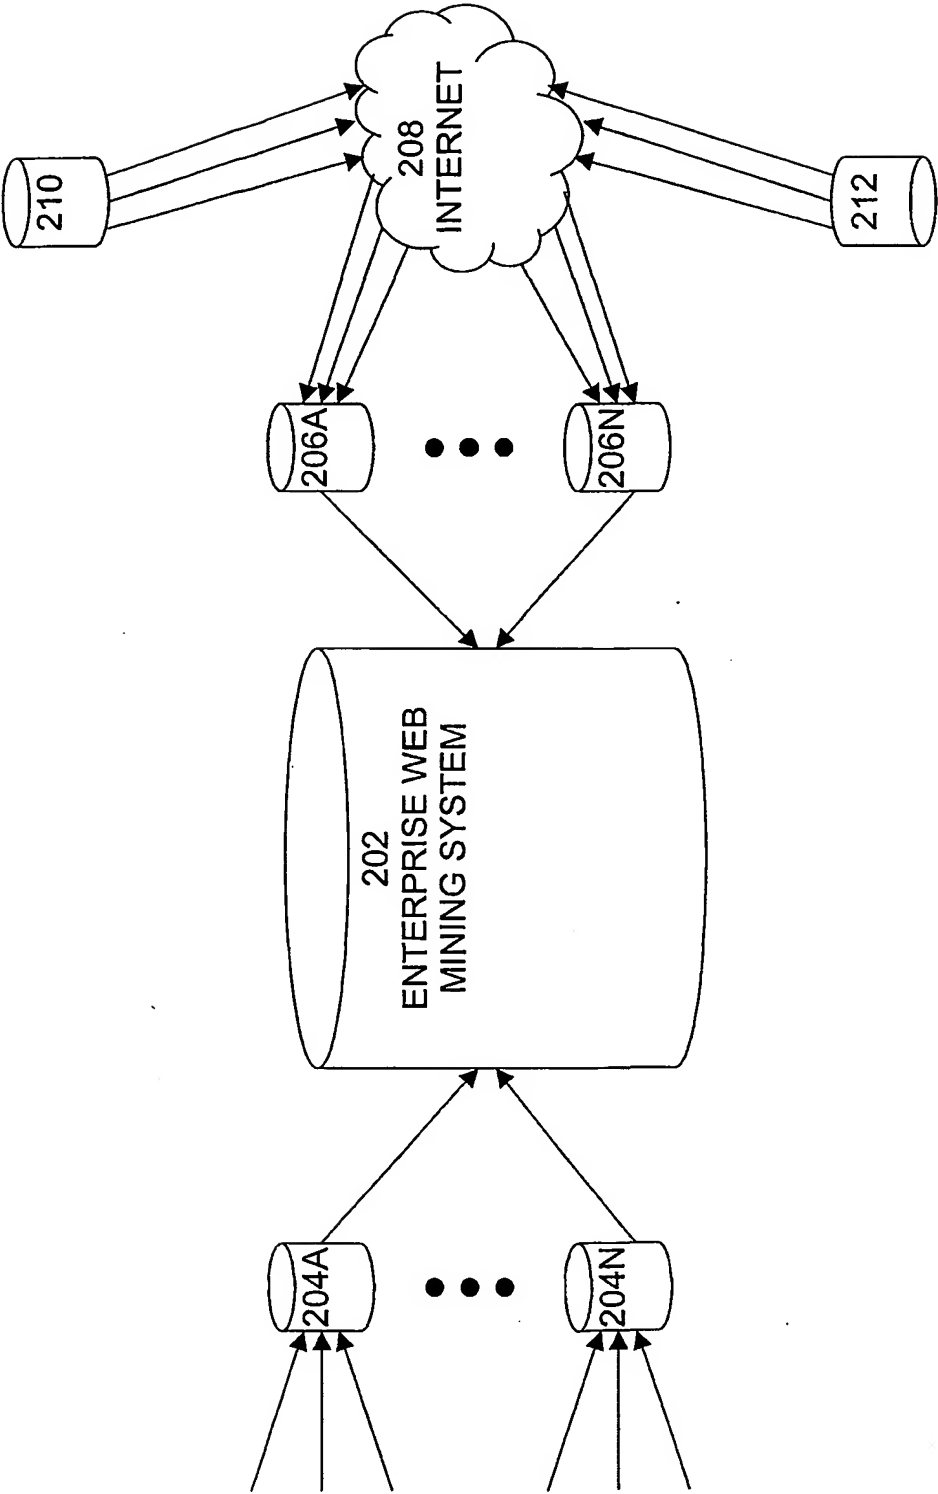 210
208
INTERNET
212
206A
206N
202
ENTERPRISE WEB
MINING SYSTEM
204A
204N